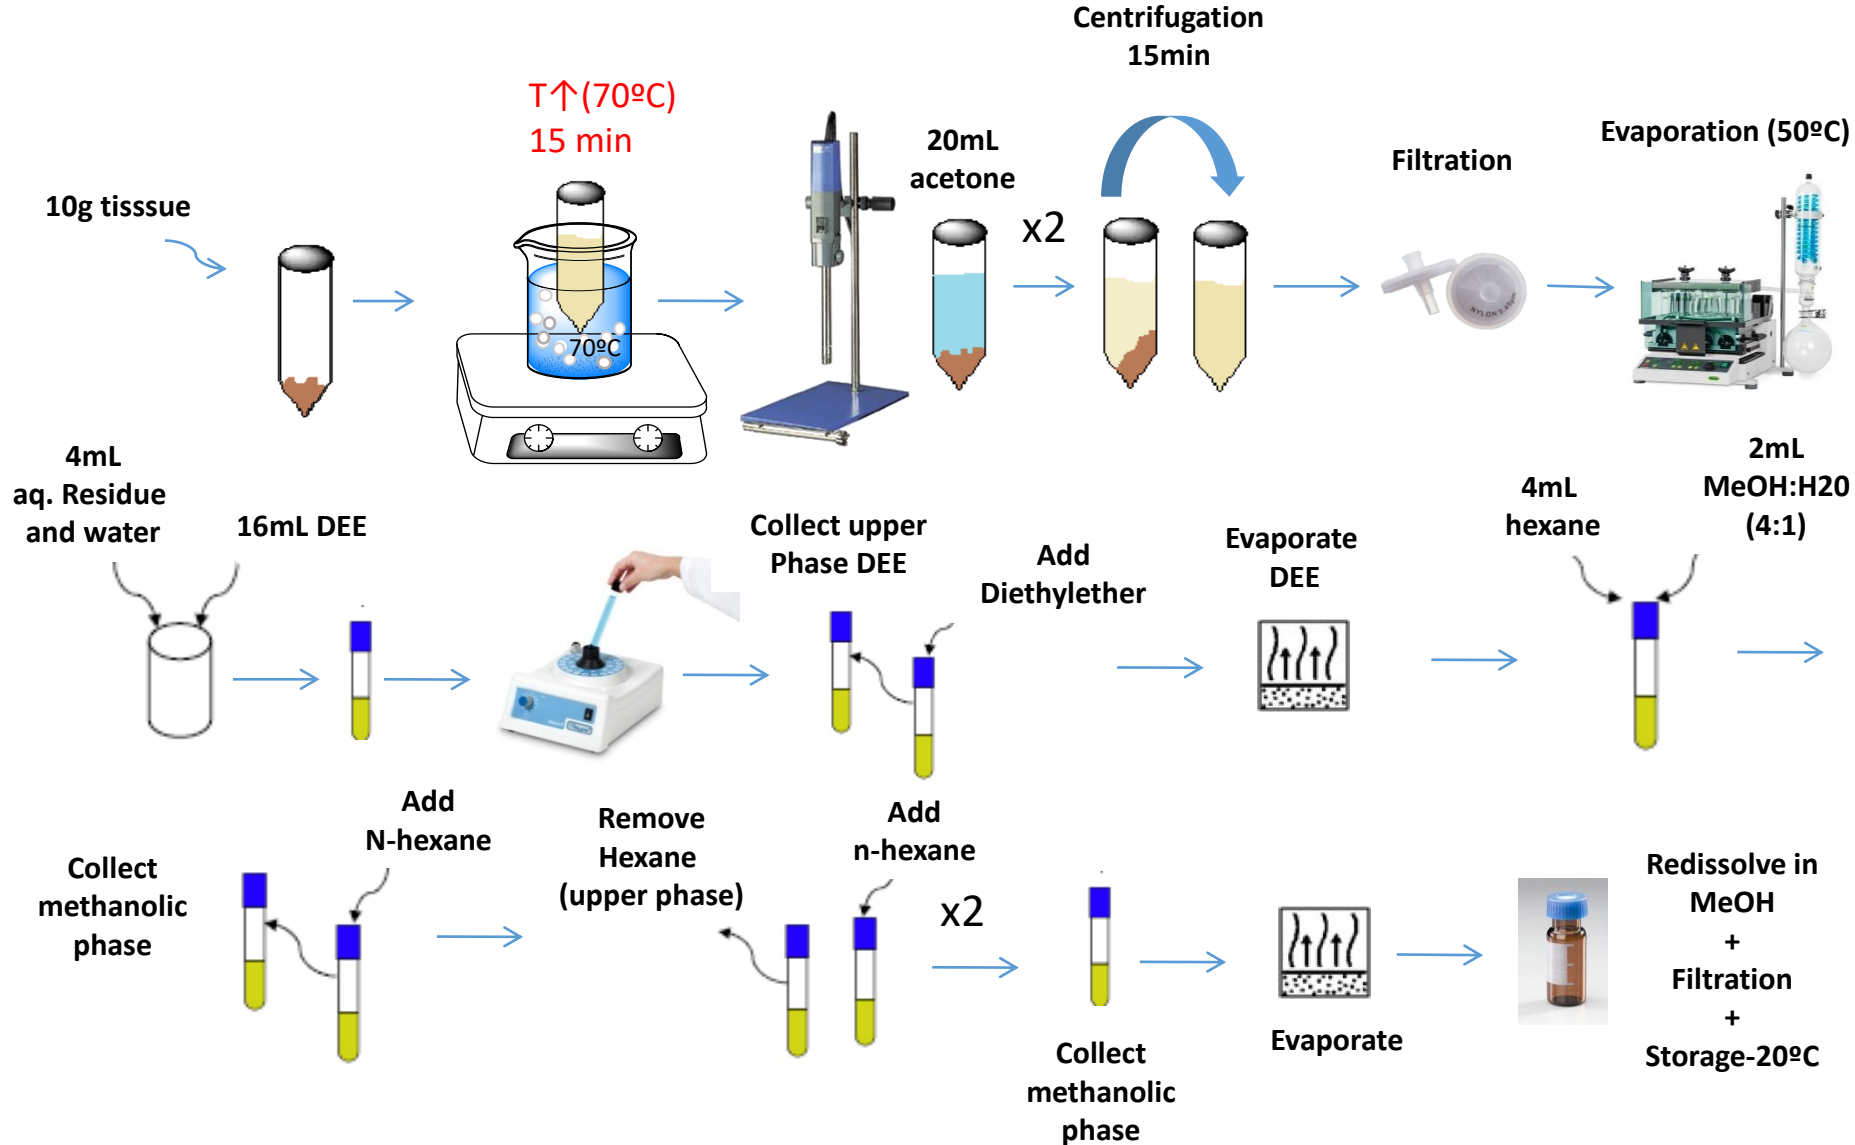 Centrifugation
15min
T↑(70ºC)
15 min
20mL
acetone
x2
Filtration
Evaporation (50ºC)
10g tisssue
70ºC
NYLON 0.45µm
4mL
aq. Residue
and water
16mL DEE
Collect upper
Phase DEE
Add
Diethylether
Evaporate
DEE
4mL
hexane
2mL
MeOH:H20
(4:1)
Collect
methanolic
phase
Add
N-hexane
Remove
Hexane
(upper phase)
Add
n-hexane
x2
Collect
methanolic
phase
Evaporate
Redissolve in
MeOH
+
Filtration
+
Storage-20ºC